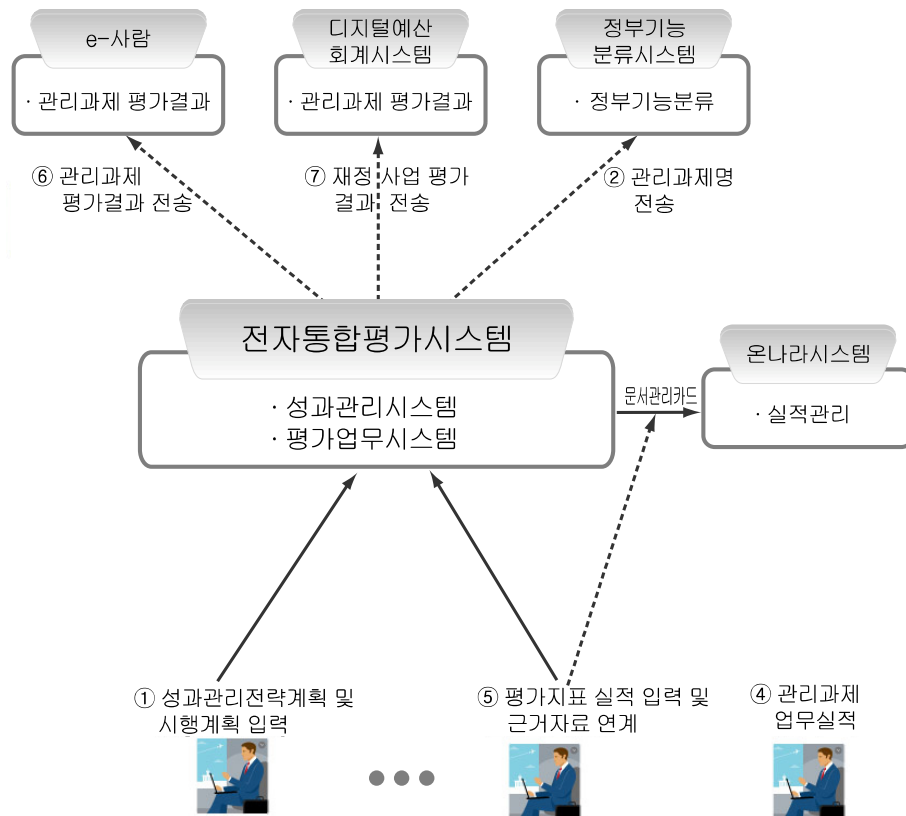 e-사람
· 관리과제 평가결과
디지털예산
회계시스템
· 관리과제 평가결과
정부기능
분류시스템
· 정부기능분류
⑥ 관리과제
평가결과 전송
⑦ 재정 사업 평가
결과 전송
② 관리과제명
전송
전자통합평가시스템
· 성과관리시스템
· 평가업무시스템
문서관리카드
온나라시스템
· 실적관리
① 성과관리전략계획 및
시행계획 입력
⑤ 평가지표 실적 입력 및
근거자료 연계
④ 관리과제
업무실적